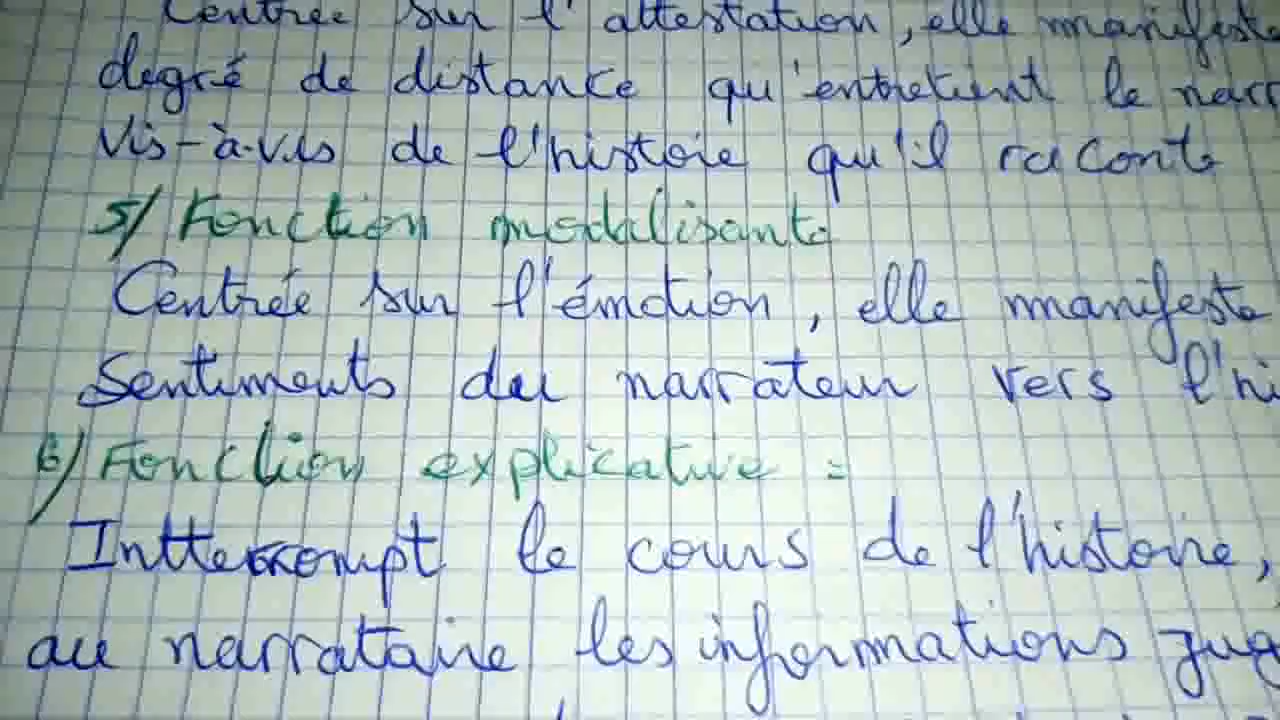 Centrée sur l'attestation, elle manifeste
degré de distance qu'entretient le narr
Vis-à-vis de l'histoie qu'il raconte
5/ Fonction modalisante
Centrée sur l'émotion, elle manifeste
Sentiments du narrateur vers l'hi
6/ Fonction explicative :
Intterrompt le cours de l'histoire,
au narrataire les informations jug